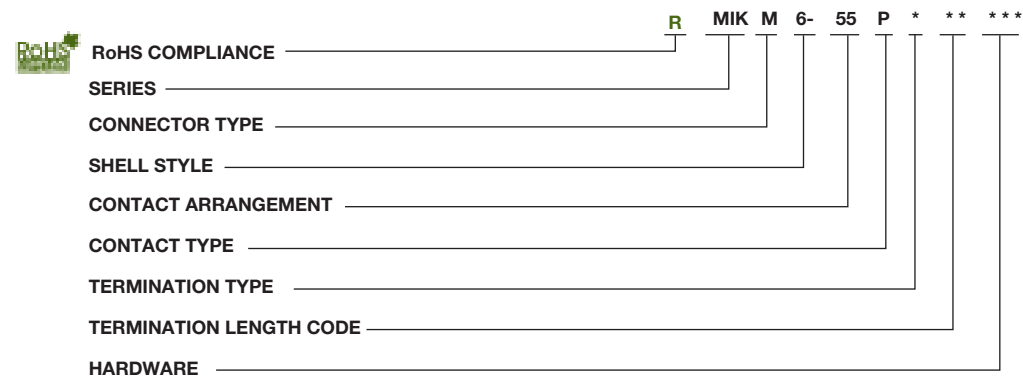 R MIK M 6- 55 P * ** ***
RoHS
RoHS COMPLIANCE
SERIES
CONNECTOR TYPE
SHELL STYLE
CONTACT ARRANGEMENT
CONTACT TYPE
TERMINATION TYPE
TERMINATION LENGTH CODE
HARDWARE